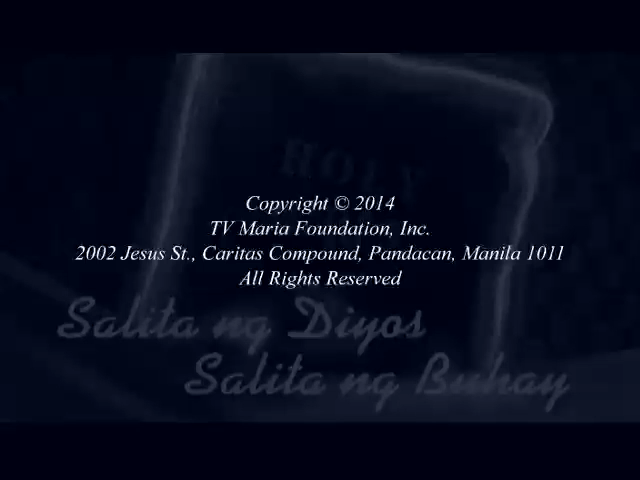 HOLY
Copyright © 2014
TV Maria Foundation, Inc.
2002 Jesus St., Caritas Compound, Pandacan, Manila 1011
All Rights Reserved
Salita ng Diyos
Salita ng Buhay